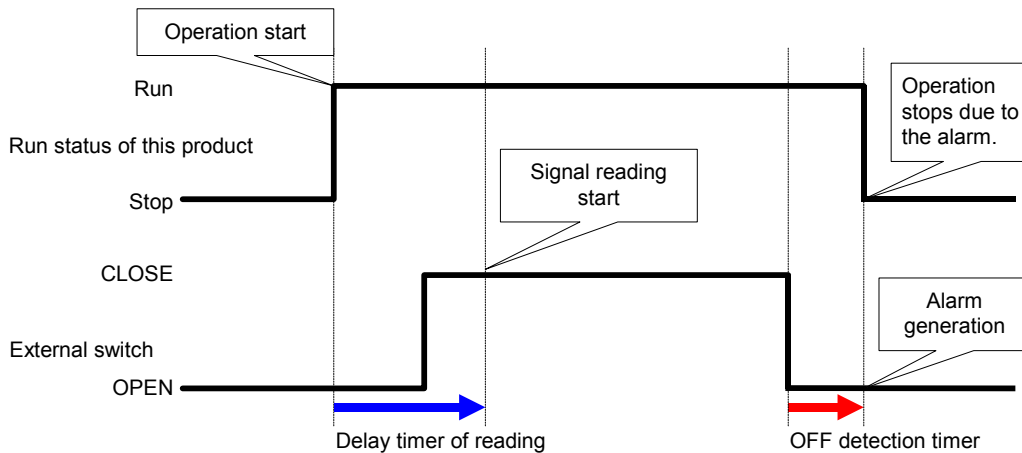 Operation start
Run
Operation
stops due to
the alarm.
Run status of this product
Signal reading
start
Stop
CLOSE
Alarm
generation
External switch
OPEN
Delay timer of reading
OFF detection timer